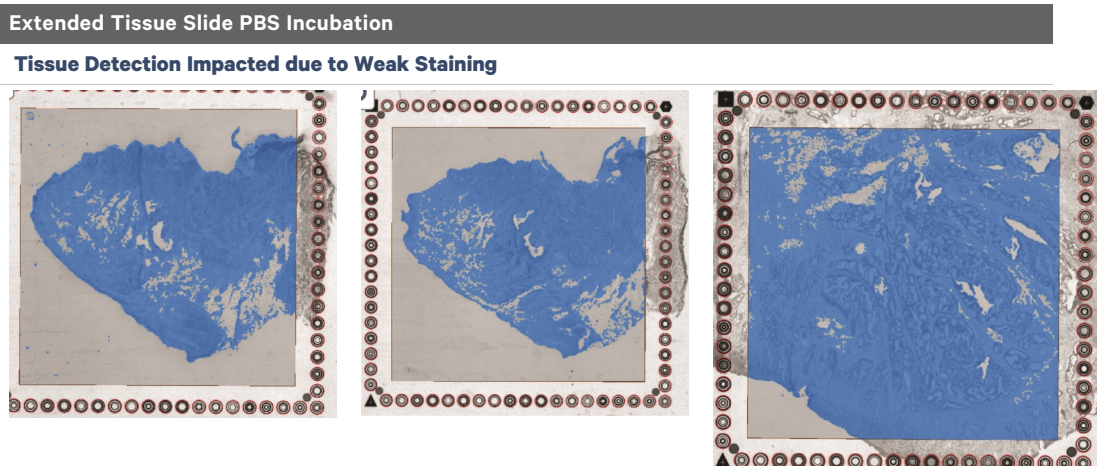 Extended Tissue Slide PBS Incubation
Tissue Detection Impacted due to Weak Staining